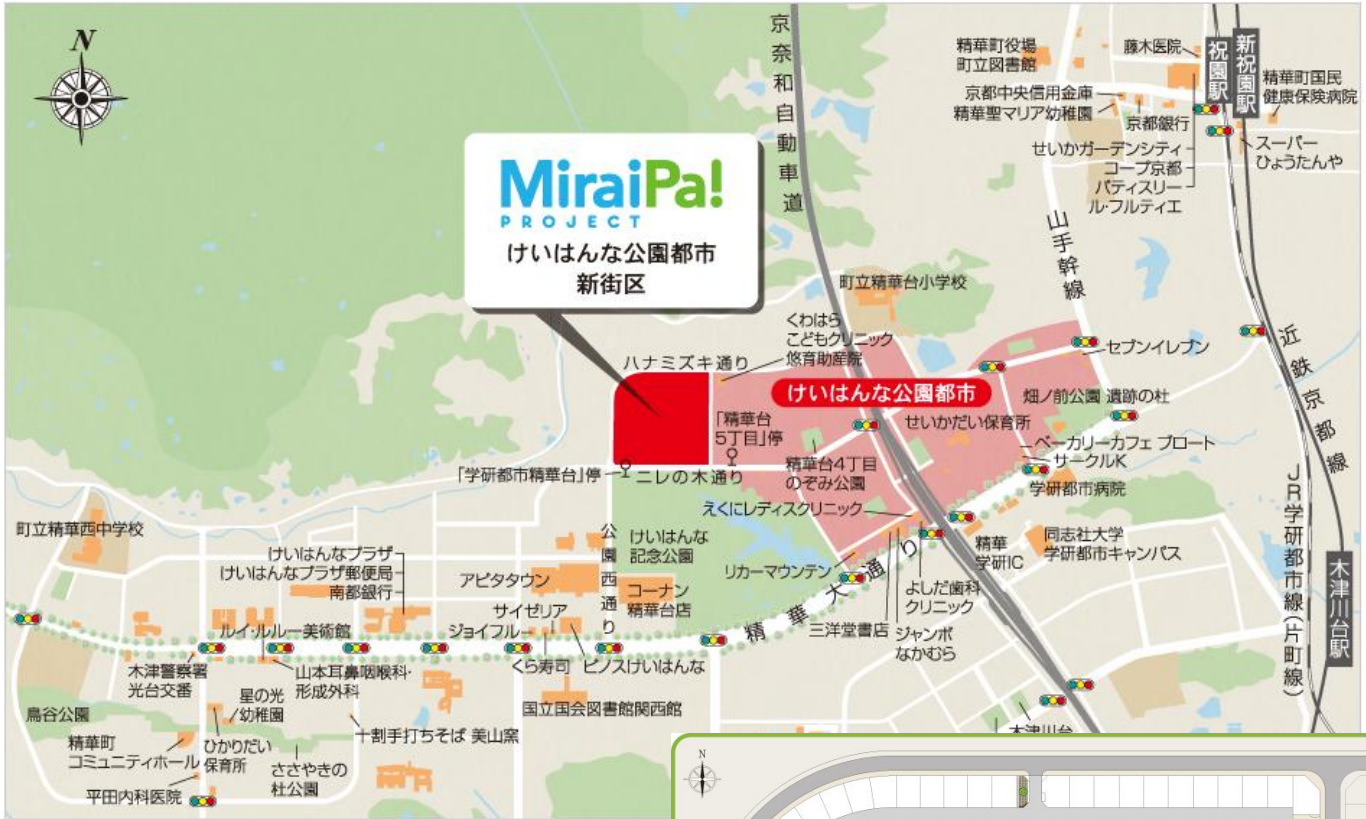 N
京奈和自動車道
精華町役場
町立図書館
藤木医院
祝園駅
新祝園駅
精華町国民
健康保険病院
京都中央信用金庫
精華聖マリア幼稚園
京都銀行
せいかガーデンシティ
コープ京都
パティスリー
ル・フルティエ
スーパー
ひょうたんや
MiraiPa!
PROJECT
けいはんな公園都市
新街区
山手幹線
町立精華台小学校
くわはら
こどもクリニック
悠育助産院
ハナミズキ通り
セブンイレブン
近鉄京都線
けいはんな公園都市
畑ノ前公園 遺跡の杜
「精華台
5丁目」停
せいかだい保育所
ベーカリーカフェ プロート
サークルK
精華台4丁目
のぞみ公園
「学研都市精華台」停
ニレの木通り
学研都市病院
JR学研都市線(片町線)
えくにレディスクリニック
町立精華西中学校
公園西通り
けいはんな
記念公園
精華
学研IC
同志社大学
学研都市キャンパス
けいはんなプラザ
けいはんなプラザ郵便局
南都銀行
アピタタウン
リカーマウンテン
よしだ歯科
クリニック
木津川台駅
コーナン
精華台店
サイゼリア
ルイ・ルルー美術館
ジョイフル
精華大通り
三洋堂書店
ジャンボ
なかむら
木津警察署
光台交番
山本耳鼻咽喉科・
形成外科
くら寿司
ピノスけいはんな
星の光
幼稚園
国立国会図書館関西館
鳥谷公園
十割手打ちそば 美山窯
木津川台
精華町
コミュニティホール
ひかりだい
保育所
ささやきの
杜公園
平田内科医院
N